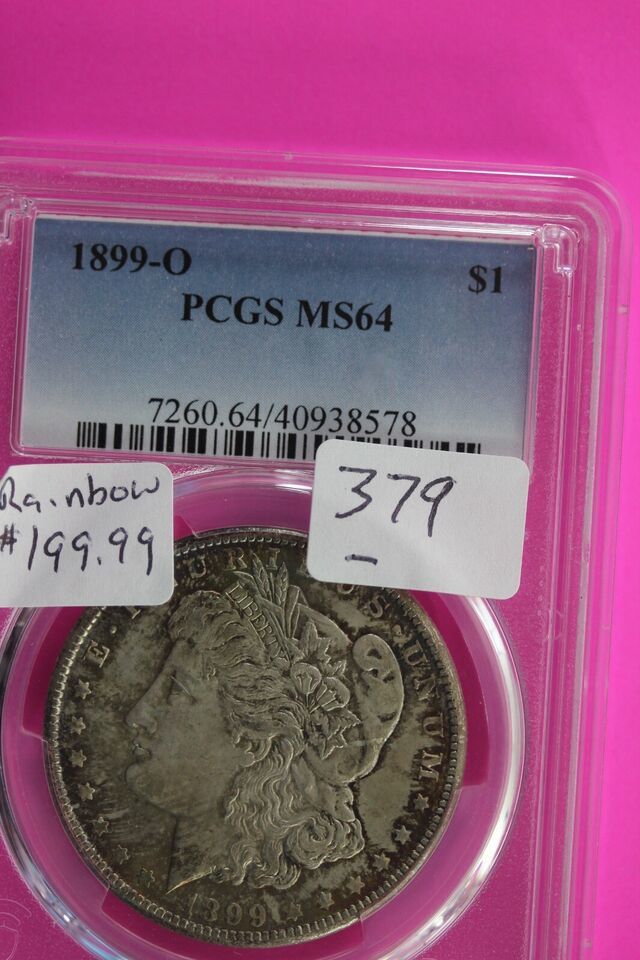 1899-O $1
PCGS MS64
7260.64/40938578
Rainbow
#199.99
379
E. PLURIBUS UNUM
LIBERTY
1899